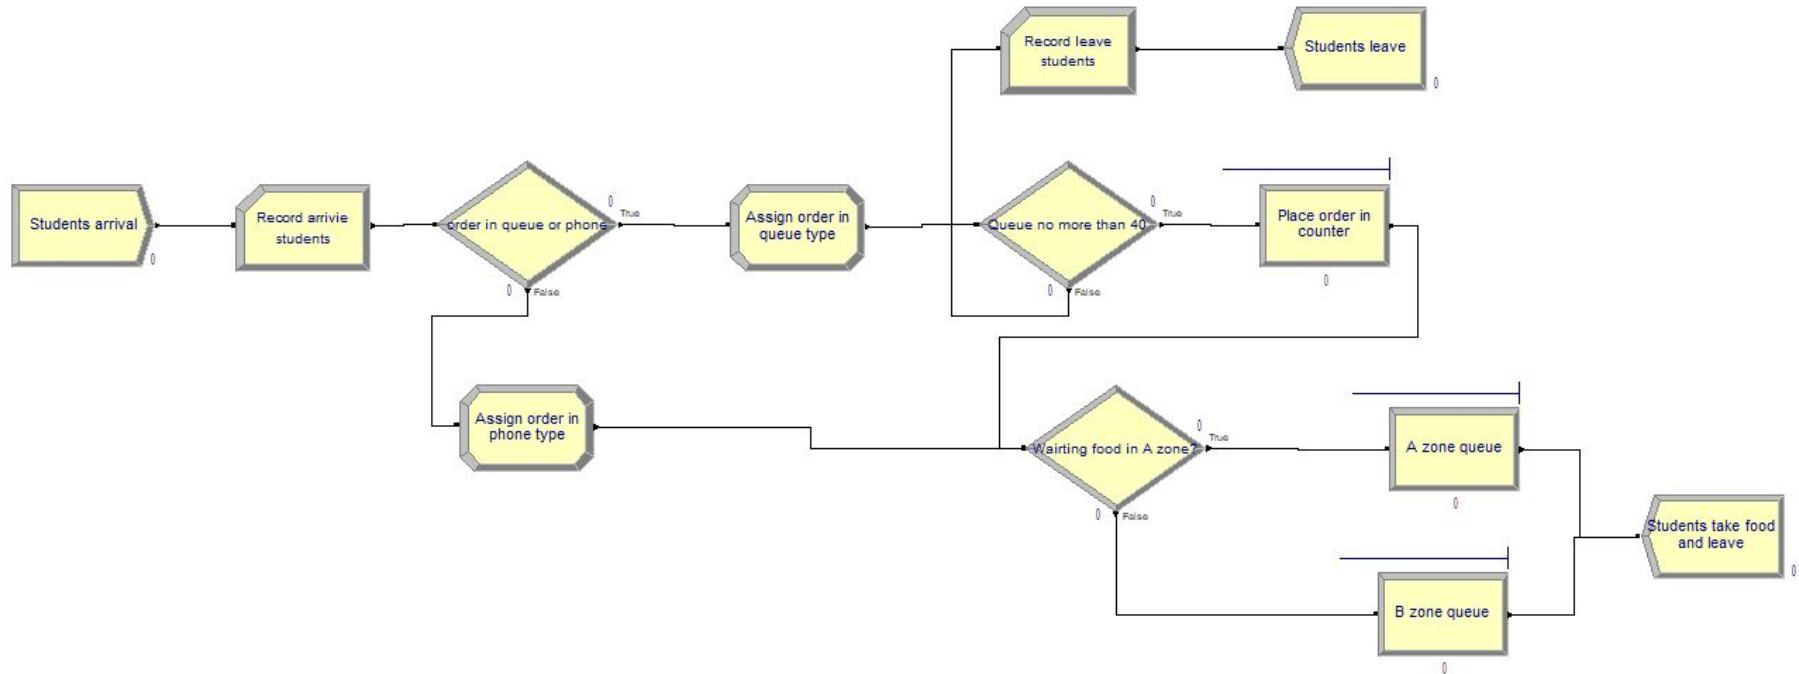 Record leave
students
Students leave
0
Students arrival
0
Record arrivie
students
order in queue or phone
0
True
0
False
Assign order in
queue type
Queue no more than 40
0
True
0
False
Place order in
counter
0
Assign order in
phone type
Wairting food in A zone?
0
True
0
False
A zone queue
0
B zone queue
0
Students take food
and leave
0